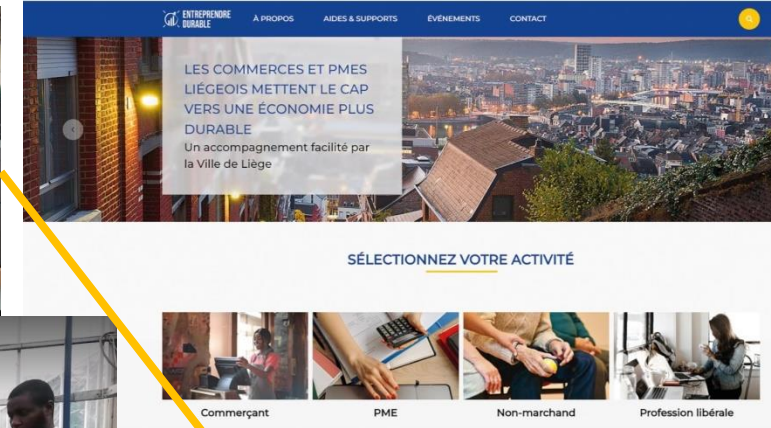 ENTREPRENDRE
DURABLE
À PROPOS
AIDES & SUPPORTS
ÉVÉNEMENTS
CONTACT
LES COMMERCES ET PMES
LIÉGEOIS METTENT LE CAP
VERS UNE ÉCONOMIE PLUS
DURABLE
Un accompagnement facilité par
la Ville de Liège
SÉLECTIONNEZ VOTRE ACTIVITÉ
Commerçant
PME
Non-marchand
Profession libérale